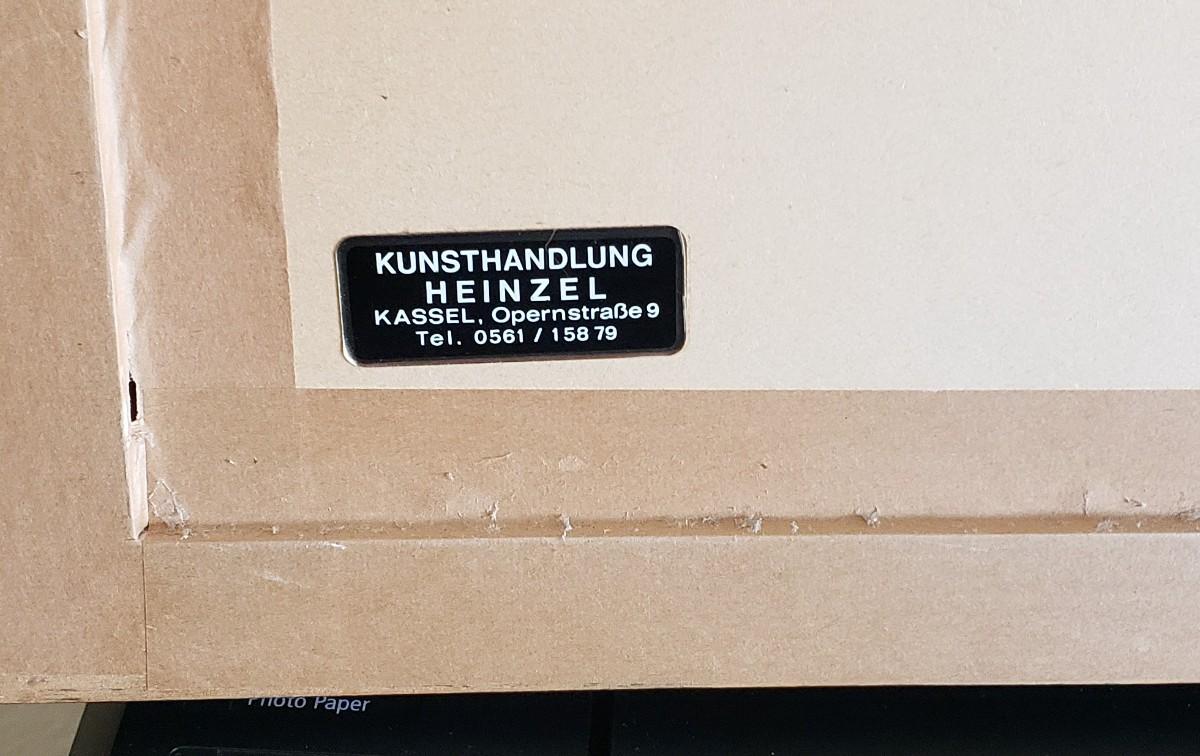 KUNSTHANDLUNG
HEINZEL
KASSEL, Opernstraße 9
Tel. 0561 / 158 79
Photo Paper